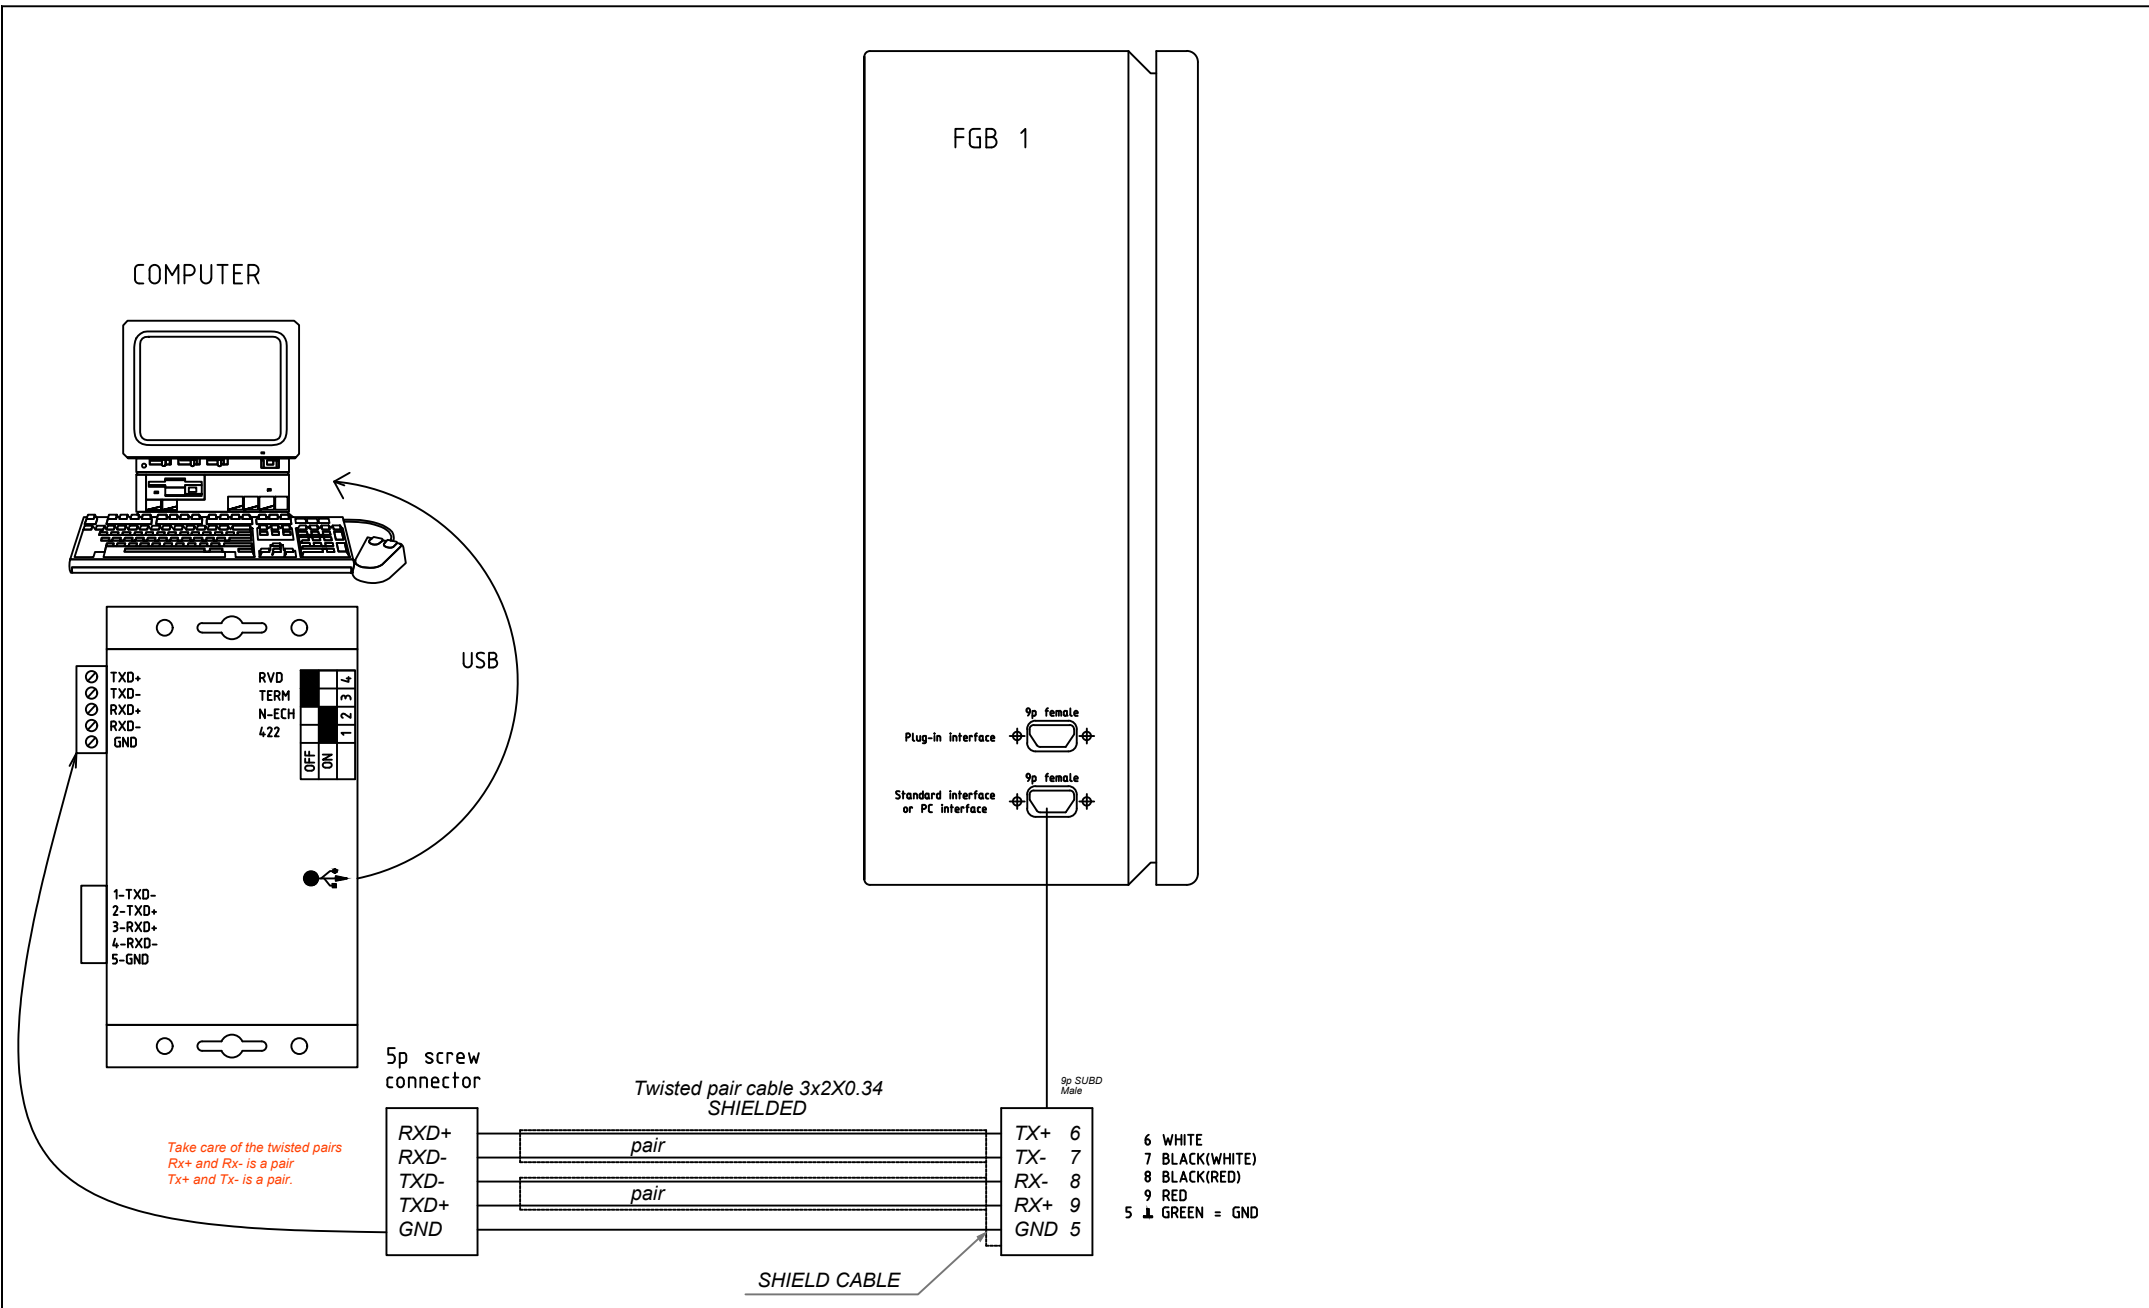 FGB 1
COMPUTER
USB
TXD+
TXD-
RXD+
RXD-
GND
RVD
TERM
N-ECH
422
4
3
2
1
OFF
ON
9p female
Plug-in interface
9p female
Standard interface
or PC interface
1-TXD-
2-TXD+
3-RXD+
4-RXD-
5-GND
5p screw
connector
Twisted pair cable 3x2X0.34
SHIELDED
9p SUBD
Male
Take care of the twisted pairs
Rx+ and Rx- is a pair
Tx+ and Tx- is a pair.
RXD+
RXD-
TXD-
TXD+
GND
pair
pair
TX+ 6
TX- 7
RX- 8
RX+ 9
GND 5
6 WHITE
7 BLACK(WHITE)
8 BLACK(RED)
9 RED
5 GREEN = GND
SHIELD CABLE